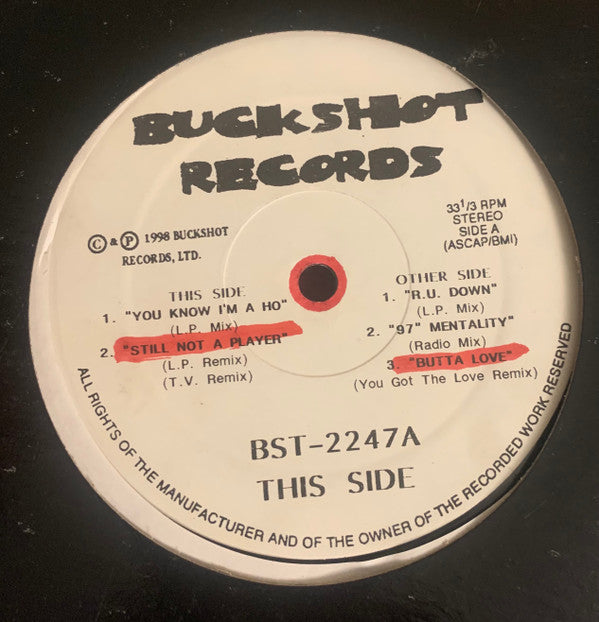 BUCKSHOT
RECORDS
© & ℗ 1998 BUCKSHOT
RECORDS, LTD.
33 1/3 RPM
STEREO
SIDE A
(ASCAP/BMI)
THIS SIDE
1. "YOU KNOW I'M A HO"
(L.P. Mix)
2. "STILL NOT A PLAYER"
(L.P. Remix)
(T.V. Remix)
OTHER SIDE
1. "R.U. DOWN"
(L.P. Mix)
2. "97" MENTALITY"
(Radio Mix)
3. "BUTTA LOVE"
(You Got The Love Remix)
BST-2247A
THIS SIDE
ALL RIGHTS OF THE MANUFACTURER AND OF THE OWNER OF THE RECORDED WORK RESERVED